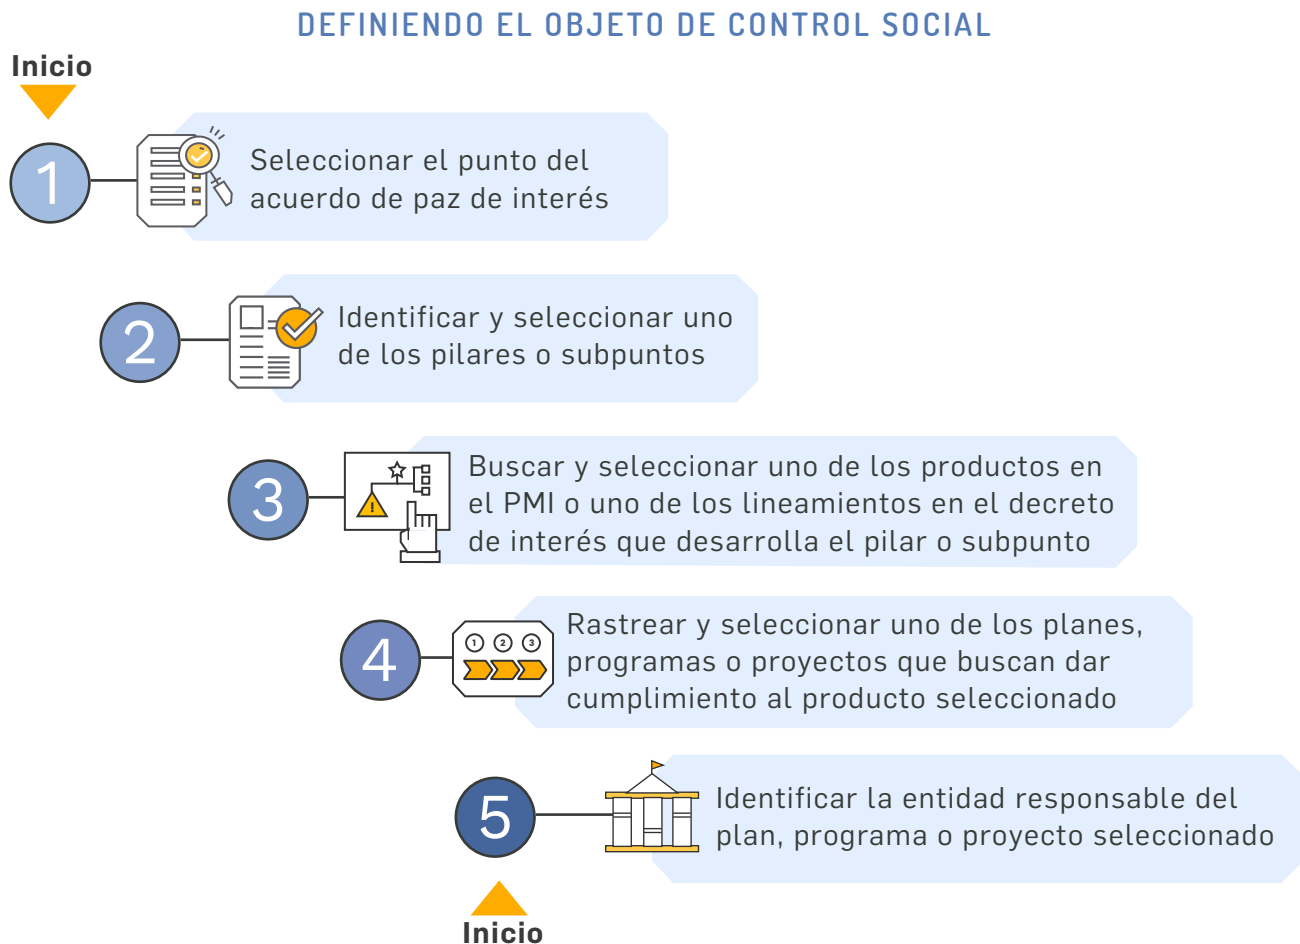 DEFINIENDO EL OBJETO DE CONTROL SOCIAL
Inicio
1
Seleccionar el punto del
acuerdo de paz de interés
2
Identificar y seleccionar uno
de los pilares o subpuntos
3
Buscar y seleccionar uno de los productos en
el PMI o uno de los lineamientos en el decreto
de interés que desarrolla el pilar o subpunto
!
4
1 2 3
Rastrear y seleccionar uno de los planes,
programas o proyectos que buscan dar
cumplimiento al producto seleccionado
5
Identificar la entidad responsable del
plan, programa o proyecto seleccionado
Inicio